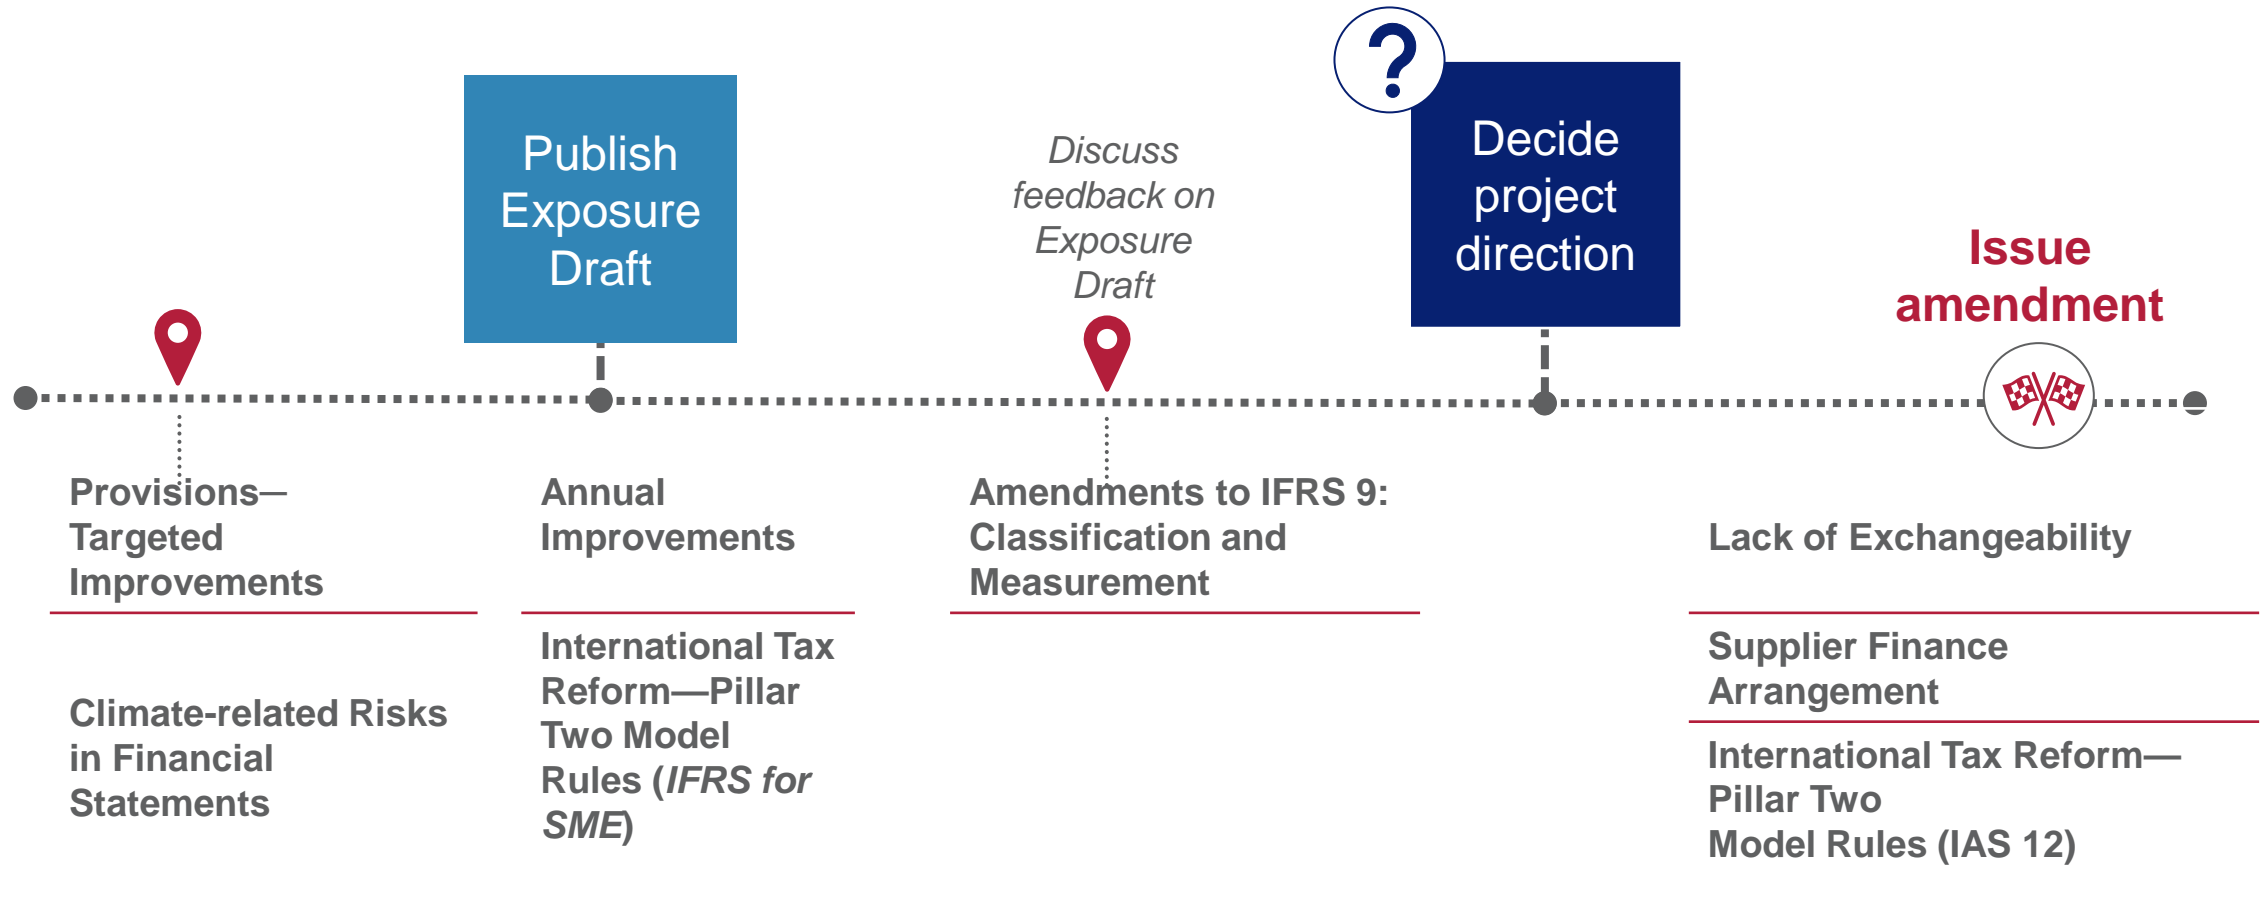 ?
Publish
Exposure
Draft
Discuss
feedback on
Exposure
Draft
Decide
project
direction
Issue
amendment
Provisions—
Targeted
Improvements
Climate-related Risks
in Financial
Statements
Annual
Improvements
International Tax
Reform—Pillar
Two Model
Rules (IFRS for
SME)
Amendments to IFRS 9:
Classification and
Measurement
Lack of Exchangeability
Supplier Finance
Arrangement
International Tax Reform—
Pillar Two
Model Rules (IAS 12)